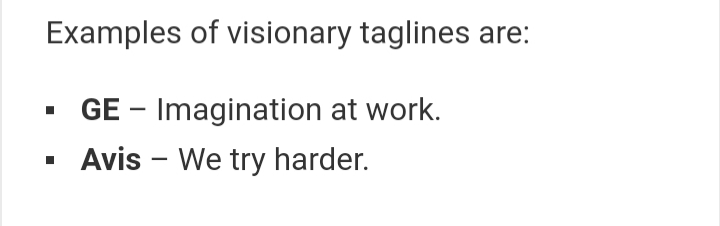 Examples of visionary taglines are:
▪ GE – Imagination at work.
▪ Avis – We try harder.